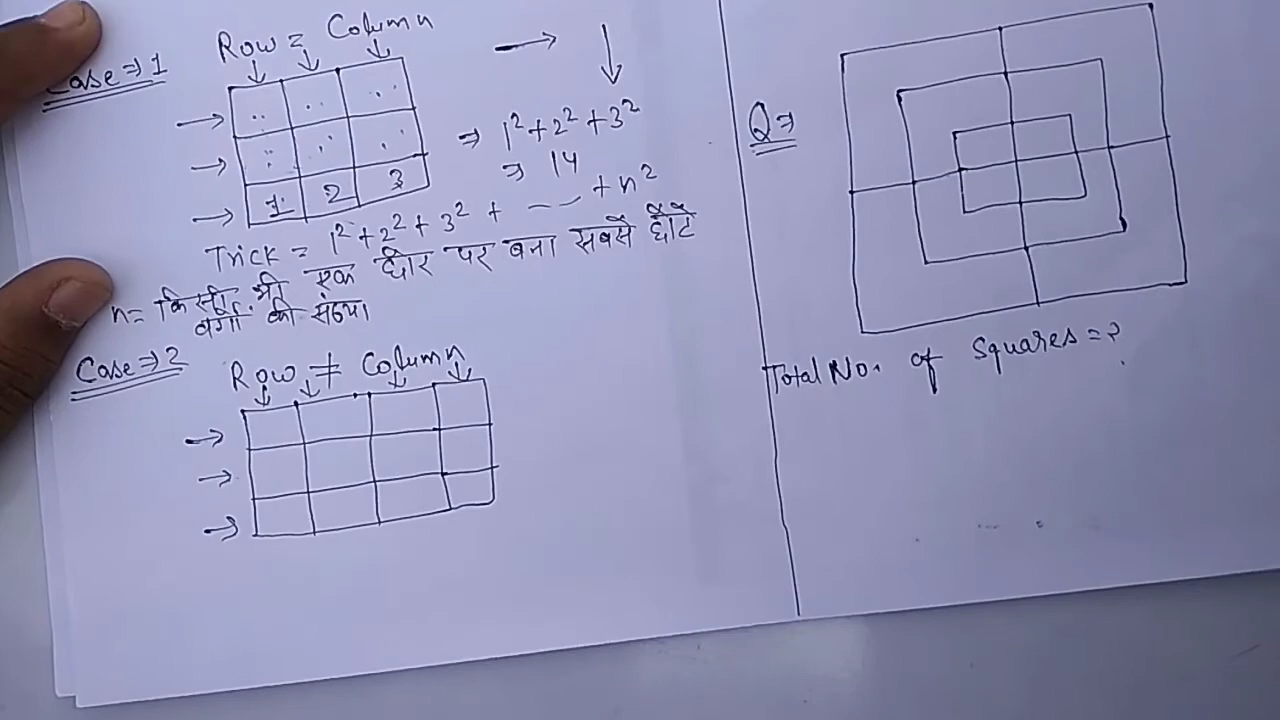 Case ⇒ 1
Row = Column
1 2 3
⇒ 1² + 2² + 3²
⇒ 14
Trick = 1² + 2² + 3² + ----- + n²
n = किसी भी एक छोर पर बना सबसे छोटे
वर्गों की संख्या
Case ⇒ 2
Row ≠ Column
Q ⇒
Total No. of Squares = ?